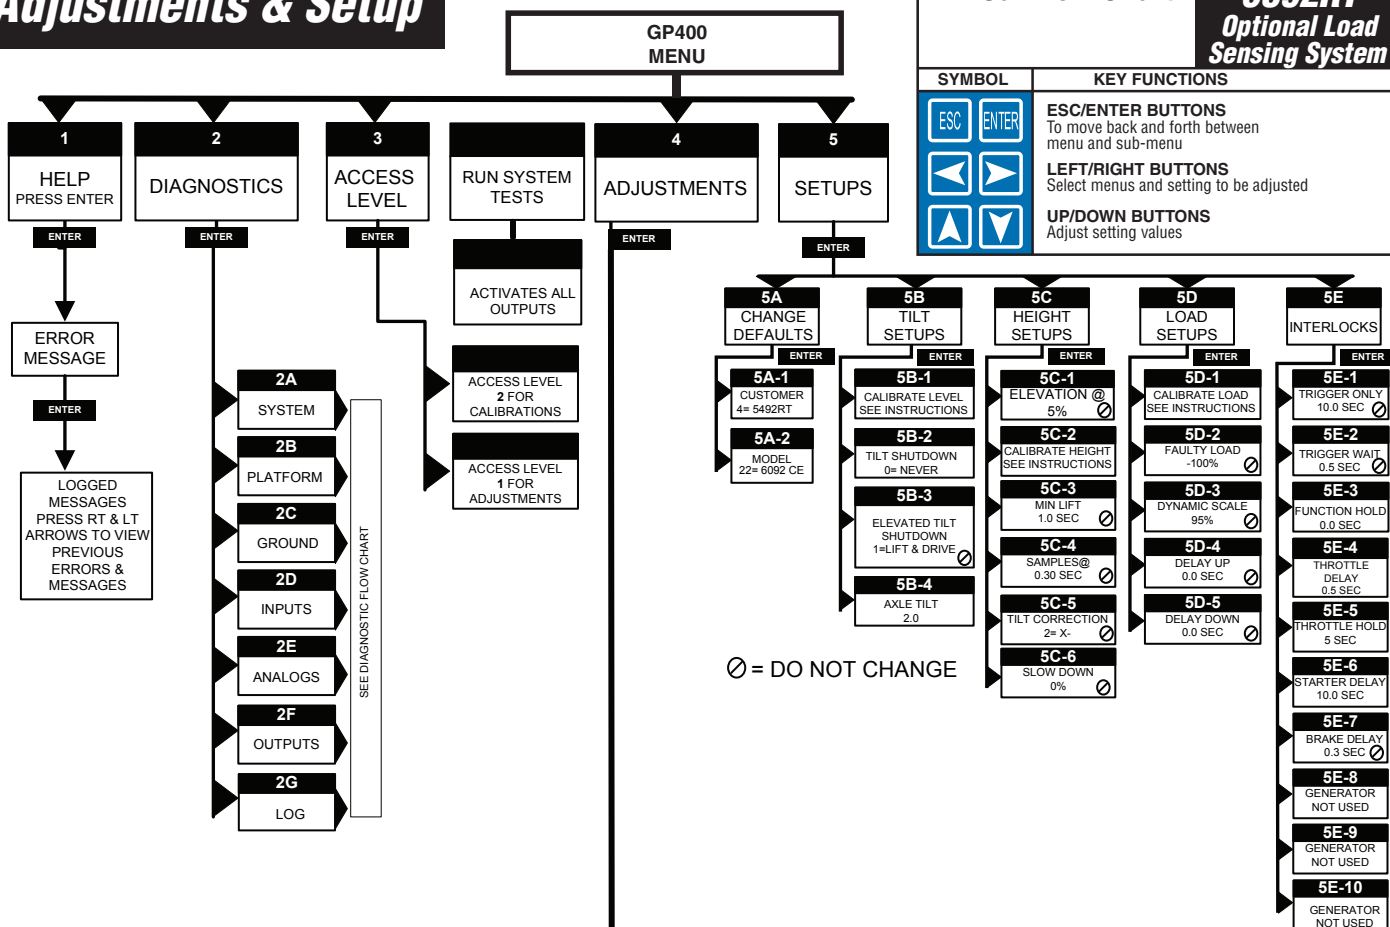 Adjustments & Setup
Optional Load
Sensing System
GP400
MENU
SYMBOL
KEY FUNCTIONS
ESC
ENTER
ESC/ENTER BUTTONS
To move back and forth between
menu and sub-menu
LEFT/RIGHT BUTTONS
Select menus and setting to be adjusted
UP/DOWN BUTTONS
Adjust setting values
1
HELP
PRESS ENTER
ENTER
ERROR
MESSAGE
ENTER
LOGGED
MESSAGES
PRESS RT & LT
ARROWS TO VIEW
PREVIOUS
ERRORS &
MESSAGES
2
DIAGNOSTICS
ENTER
2A
SYSTEM
2B
PLATFORM
2C
GROUND
2D
INPUTS
2E
ANALOGS
2F
OUTPUTS
2G
LOG
SEE DIAGNOSTIC FLOW CHART
3
ACCESS
LEVEL
ENTER
ACCESS LEVEL
2 FOR
CALIBRATIONS
ACCESS LEVEL
1 FOR
ADJUSTMENTS
RUN SYSTEM
TESTS
ACTIVATES ALL
OUTPUTS
4
ADJUSTMENTS
ENTER
5
SETUPS
ENTER
5A
CHANGE
DEFAULTS
ENTER
5A-1
CUSTOMER
4= 5492RT
5A-2
MODEL
22= 6092 CE
5B
TILT
SETUPS
ENTER
5B-1
CALIBRATE LEVEL
SEE INSTRUCTIONS
5B-2
TILT SHUTDOWN
0= NEVER
5B-3
ELEVATED TILT
SHUTDOWN
1=LIFT & DRIVE
5B-4
AXLE TILT
2.0
5C
HEIGHT
SETUPS
ENTER
5C-1
ELEVATION @
5%
5C-2
CALIBRATE HEIGHT
SEE INSTRUCTIONS
5C-3
MIN LIFT
1.0 SEC
5C-4
SAMPLES@
0.30 SEC
5C-5
TILT CORRECTION
2= X-
5C-6
SLOW DOWN
0%
5D
LOAD
SETUPS
ENTER
5D-1
CALIBRATE LOAD
SEE INSTRUCTIONS
5D-2
FAULTY LOAD
-100%
5D-3
DYNAMIC SCALE
95%
5D-4
DELAY UP
0.0 SEC
5D-5
DELAY DOWN
0.0 SEC
5E
INTERLOCKS
ENTER
5E-1
TRIGGER ONLY
10.0 SEC
5E-2
TRIGGER WAIT
0.5 SEC
5E-3
FUNCTION HOLD
0.0 SEC
5E-4
THROTTLE
DELAY
0.5 SEC
5E-5
THROTTLE HOLD
5 SEC
5E-6
STARTER DELAY
10.0 SEC
5E-7
BRAKE DELAY
0.3 SEC
5E-8
GENERATOR
NOT USED
5E-9
GENERATOR
NOT USED
5E-10
GENERATOR
NOT USED
= DO NOT CHANGE